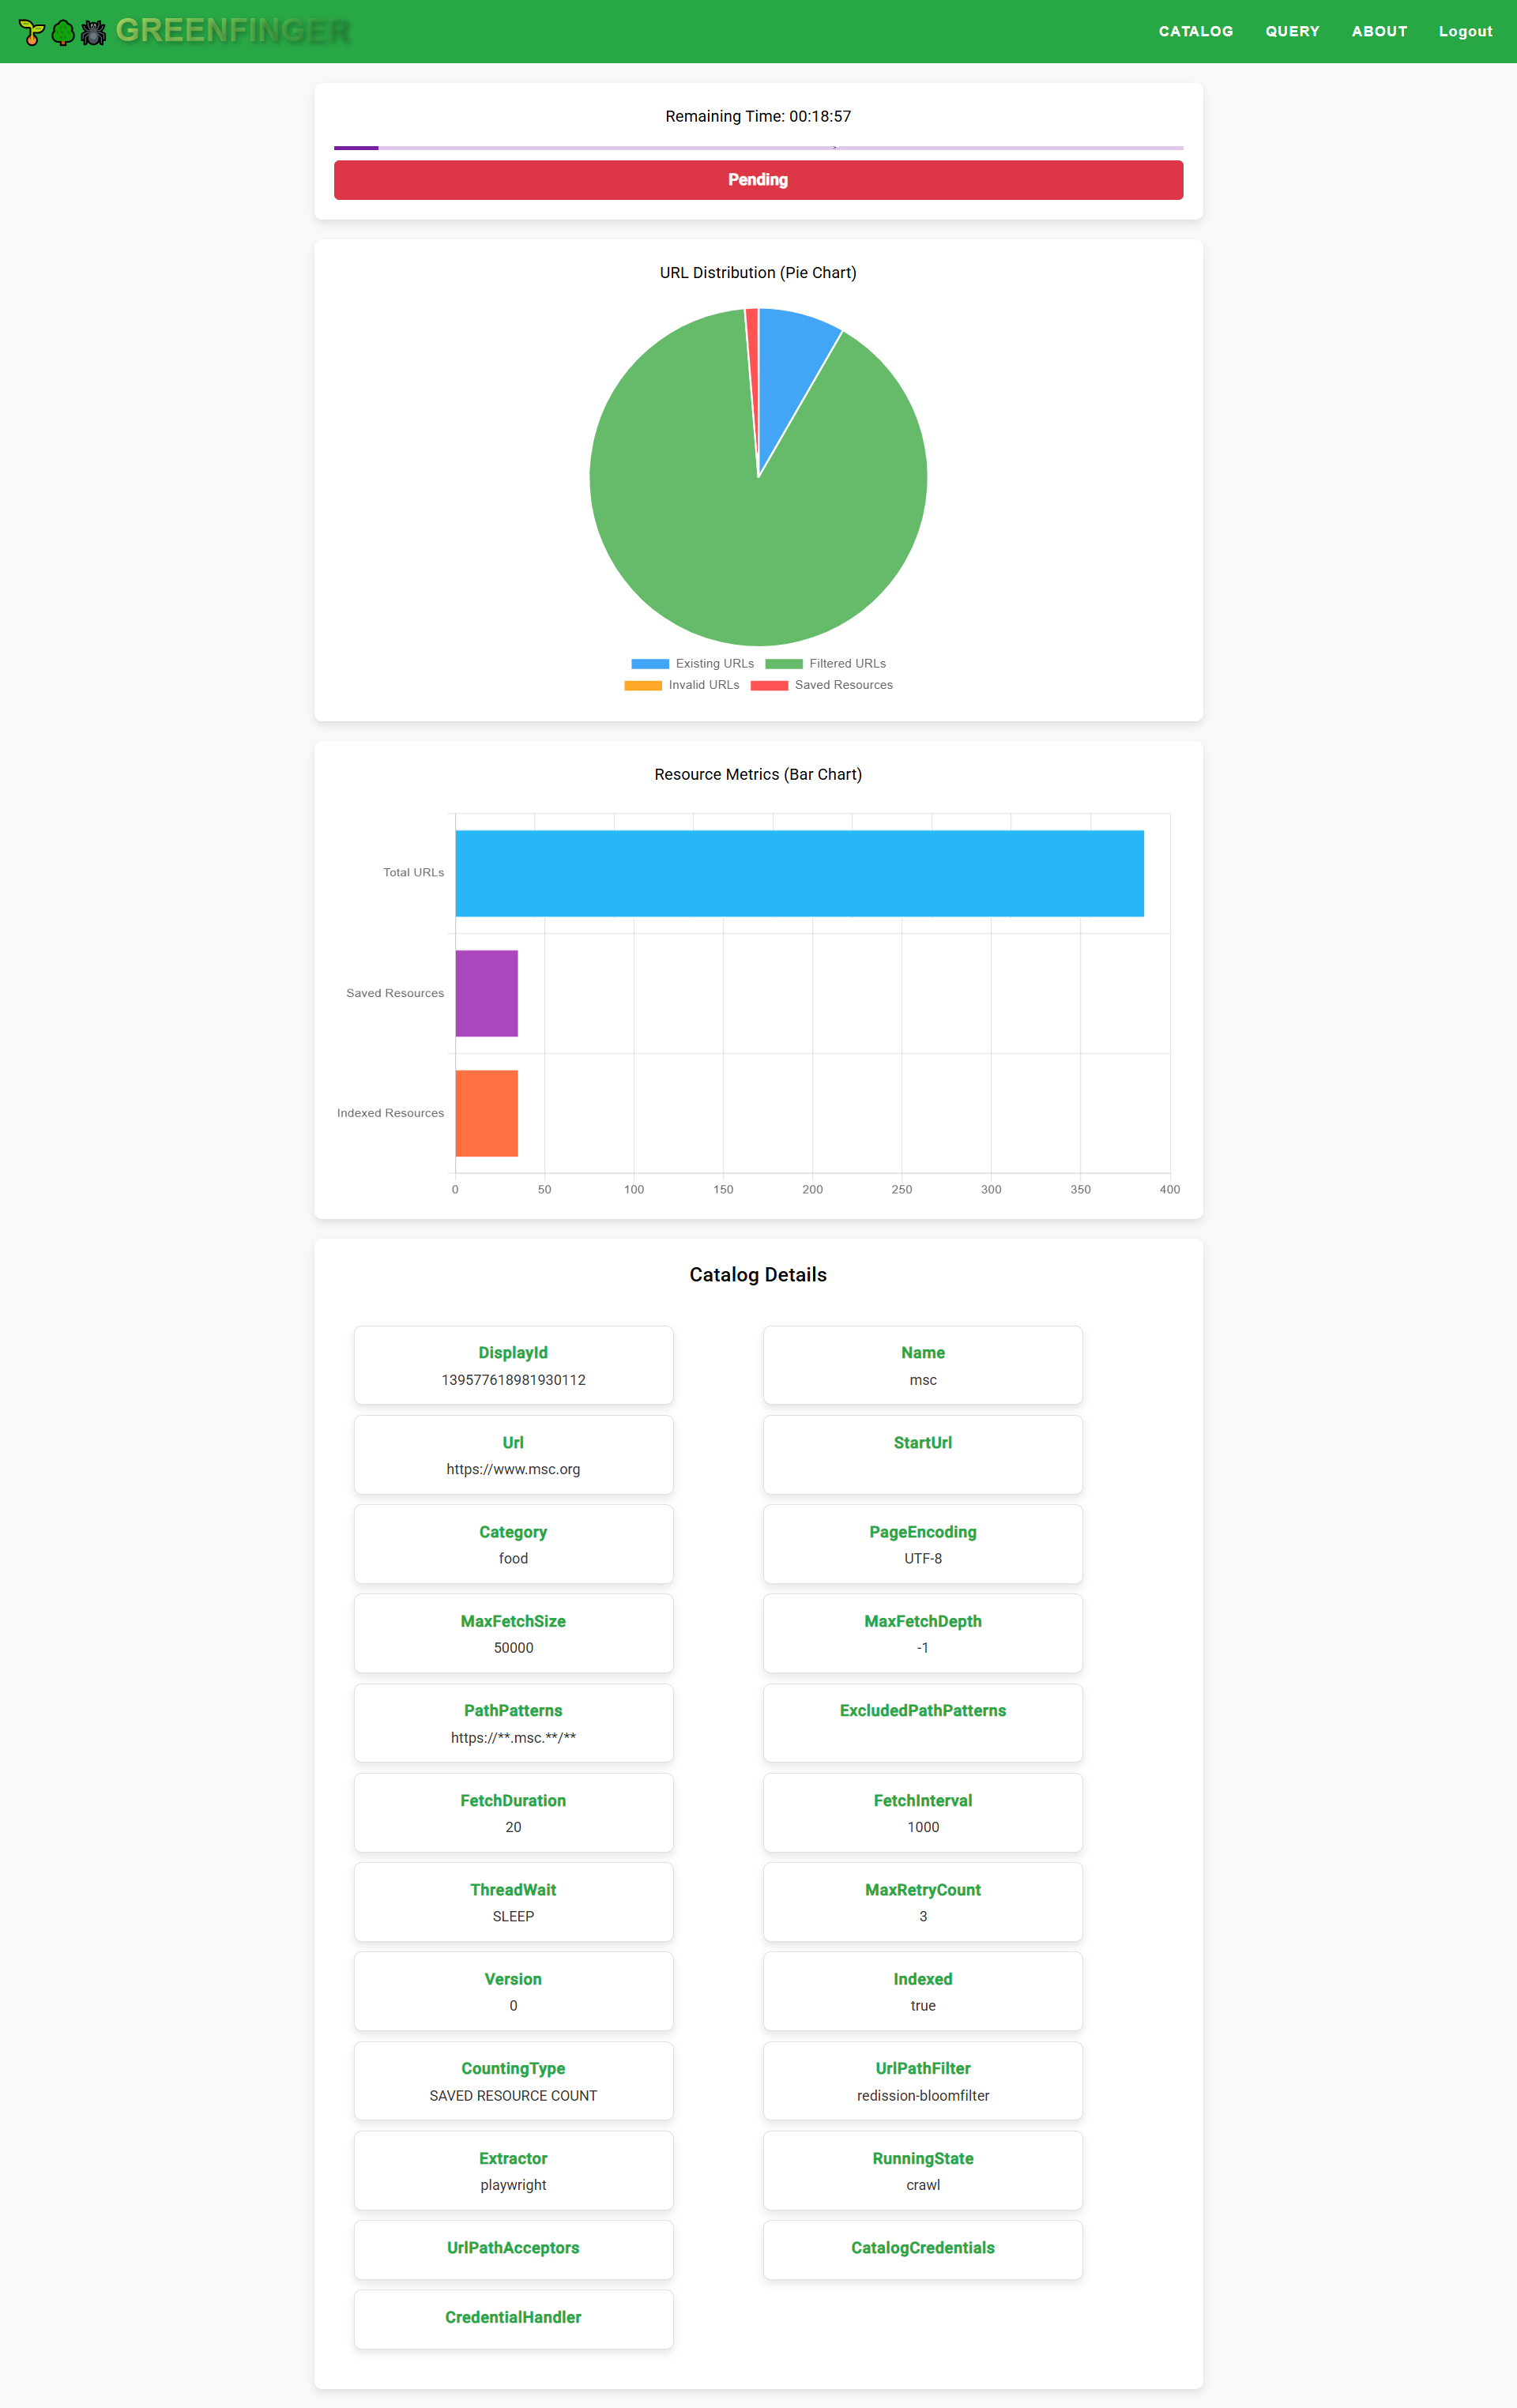 GREENFINGER
CATALOG QUERY ABOUT Logout
Remaining Time: 00:18:57
Pending
URL Distribution (Pie Chart)
Existing URLs Filtered URLs
Invalid URLs Saved Resources
Resource Metrics (Bar Chart)
Total URLs
Saved Resources
Indexed Resources
0 50 100 150 200 250 300 350 400
Catalog Details
DisplayId
139577618981930112
Name
msc
Url
https://www.msc.org
StartUrl
Category
food
PageEncoding
UTF-8
MaxFetchSize
50000
MaxFetchDepth
-1
PathPatterns
https://**.msc.**/**
ExcludedPathPatterns
FetchDuration
20
FetchInterval
1000
ThreadWait
SLEEP
MaxRetryCount
3
Version
0
Indexed
true
CountingType
SAVED RESOURCE COUNT
UrlPathFilter
redission-bloomfilter
Extractor
playwright
RunningState
crawl
UrlPathAcceptors
CatalogCredentials
CredentialHandler